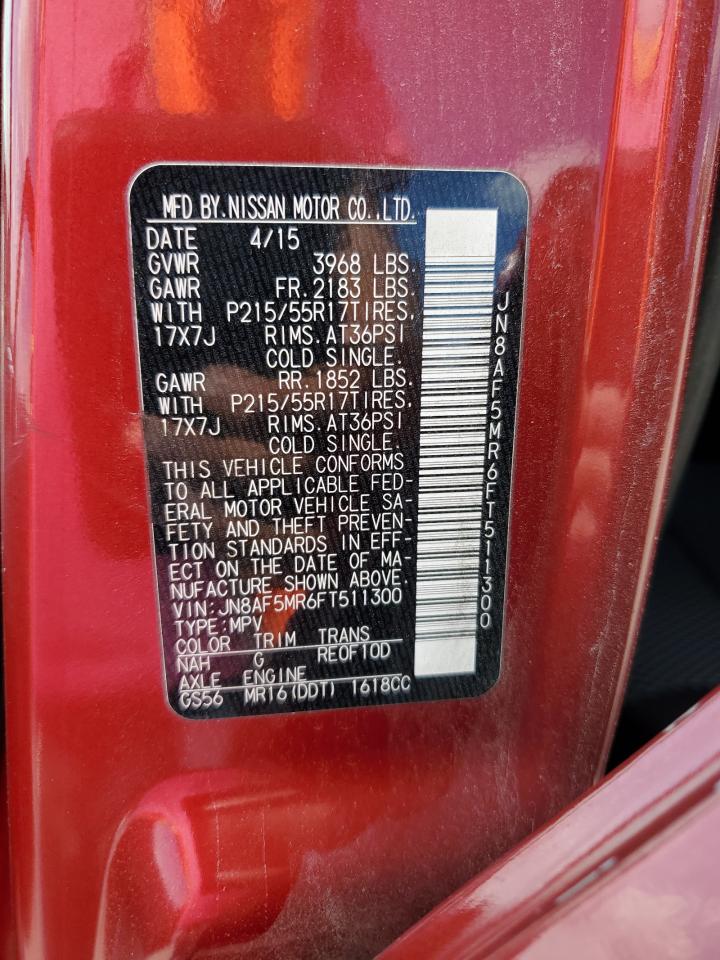 MFD BY.NISSAN MOTOR CO.,LTD.
DATE 4/15
GVWR 3968 LBS.
GAWR FR.2183 LBS.
WITH P215/55R17TIRES,
17X7J RIMS.AT36PSI
COLD SINGLE.
GAWR RR.1852 LBS.
WITH P215/55R17TIRES,
17X7J RIMS.AT36PSI
COLD SINGLE.
THIS VEHICLE CONFORMS
TO ALL APPLICABLE FED-
ERAL MOTOR VEHICLE SA-
FETY AND THEFT PREVEN-
TION STANDARDS IN EFF-
ECT ON THE DATE OF MA-
NUFACTURE SHOWN ABOVE.
VIN:JN8AF5MR6FT511300
TYPE:MPV
COLOR TRIM TRANS
NAH G REOF10D
AXLE ENGINE
GS56 MR16(DDT) 1618CC
JN8AF5MR6FT511300